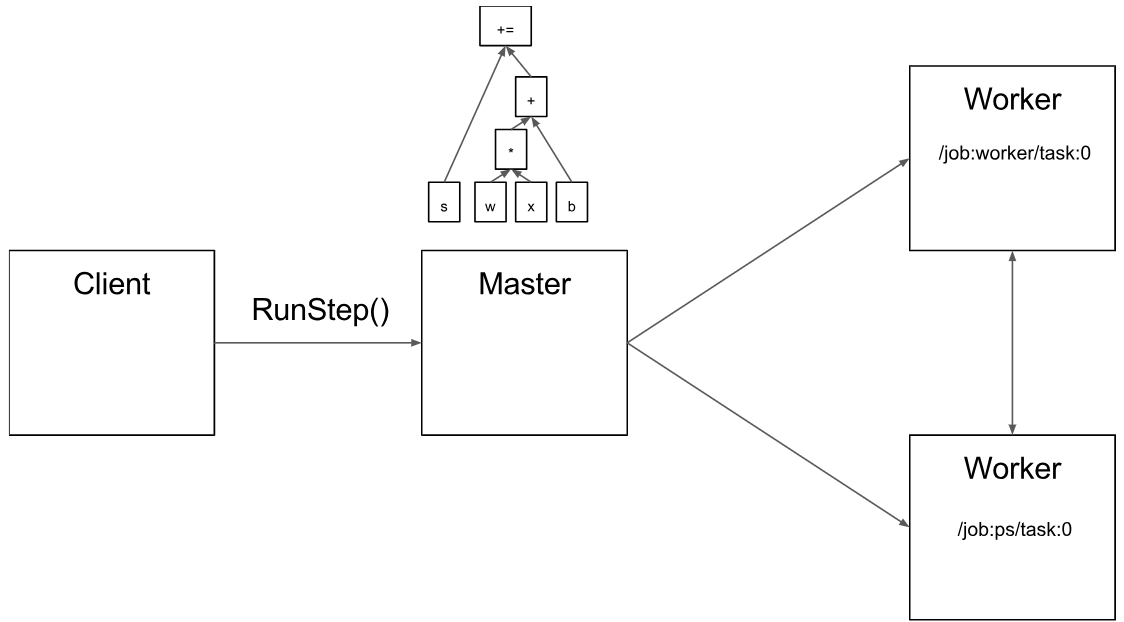 +=
+
*
s w x b
Client
RunStep()
Master
Worker
/job:worker/task:0
Worker
/job:ps/task:0